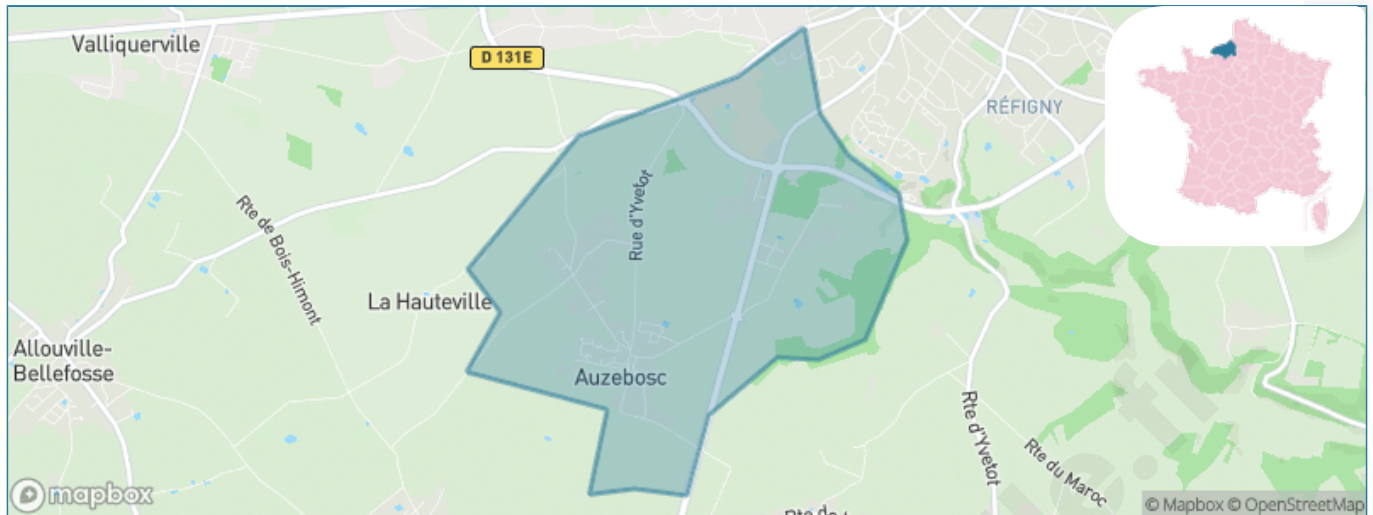 Valliquerville
D 131E
RÉFIGNY
Rue d'Yvetot
Rte de Bois-Himont
La Hauteville
Allouville-
Bellefosse
Auzebosc
Rte d'Yvetot
Rte du Maroc
mapbox
© Mapbox © OpenStreetMap